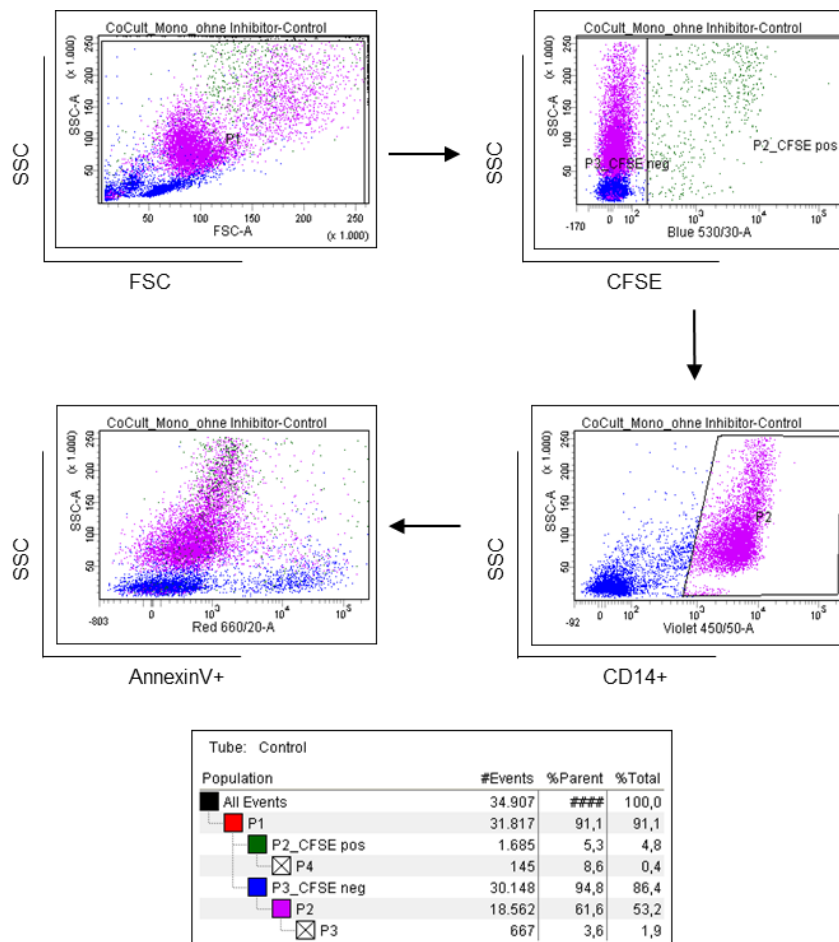 CoCult_Mono_ohne Inhibitor-Control
SSC
SSC-A
(x 1.000)
50 100 150 200 250
P1
50 100 150 200 250
FSC-A
(x 1.000)
FSC
CoCult_Mono_ohne Inhibitor-Control
SSC
SSC-A
(x 1.000)
50 100 150 200 250
P2_CFSE pos
P3_CFSE neg
-170 0 10² 10³ 10⁴ 10⁵
Blue 530/30-A
CFSE
CoCult_Mono_ohne Inhibitor-Control
SSC
SSC-A
(x 1.000)
50 100 150 200 250
-803 0 10³ 10⁴ 10⁵
Red 660/20-A
AnnexinV+
CoCult_Mono_ohne Inhibitor-Control
SSC
SSC-A
(x 1.000)
50 100 150 200 250
P2
-92 0 10² 10³ 10⁴ 10⁵
Violet 450/50-A
CD14+
Tube: Control
Population #Events %Parent %Total
All Events 34.907 #### 100,0
P1 31.817 91,1 91,1
P2_CFSE pos 1.685 5,3 4,8
P4 145 8,6 0,4
P3_CFSE neg 30.148 94,8 86,4
P2 18.562 61,6 53,2
P3 667 3,6 1,9